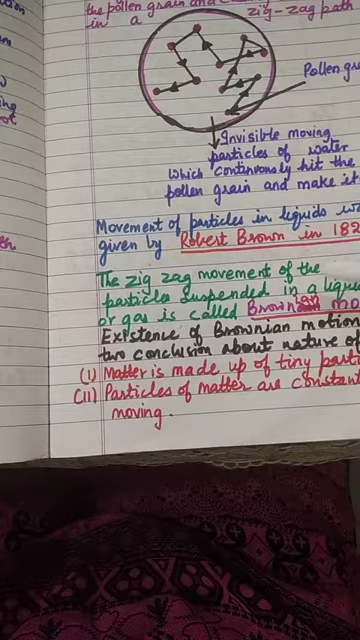 the pollen grain and
in a zig-zag path
Pollen gra
Invisible moving
particles of water
which continuously hit the
pollen grain and make it
Movement of particles in liquids w
given by Robert Brown in 182
The zig zag movement of the
particles suspended in a liqui
or gas is called Brownian mo
Existence of Brownian motion
two conclusion about nature of
(i) Matter is made up of tiny parti
(ii) Particles of matter are constant
moving.